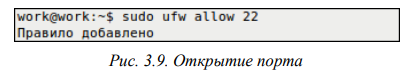 work@work:~$ sudo ufw allow 22
Правило добавлено
Рис. 3.9. Открытие порта